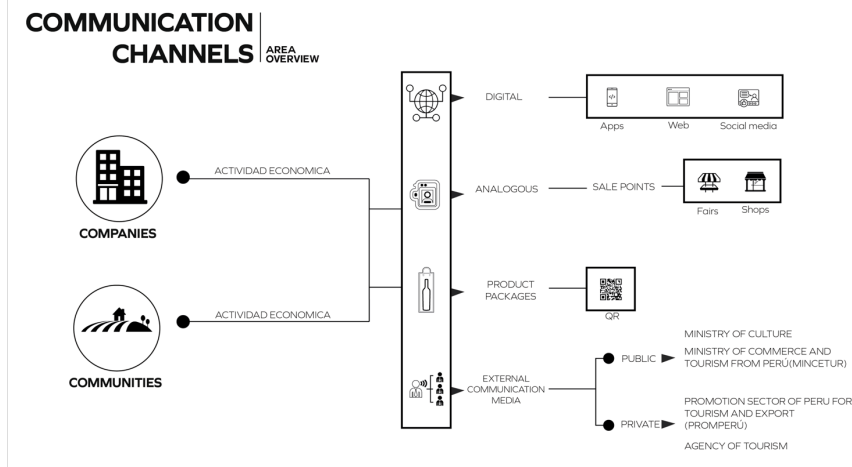 COMMUNICATION
CHANNELS
AREA
OVERVIEW
DIGITAL
Apps
Web
Social media
ACTIVIDAD ECONOMICA
COMPANIES
ANALOGOUS
SALE POINTS
Fairs
Shops
PRODUCT
PACKAGES
QR
ACTIVIDAD ECONOMICA
COMMUNITIES
EXTERNAL
COMMUNICATION
MEDIA
PUBLIC
MINISTRY OF CULTURE
MINISTRY OF COMMERCE AND
TOURISM FROM PERÚ(MINCETUR)
PRIVATE
PROMOTION SECTOR OF PERU FOR
TOURISM AND EXPORT
(PROMPERÚ)
AGENCY OF TOURISM